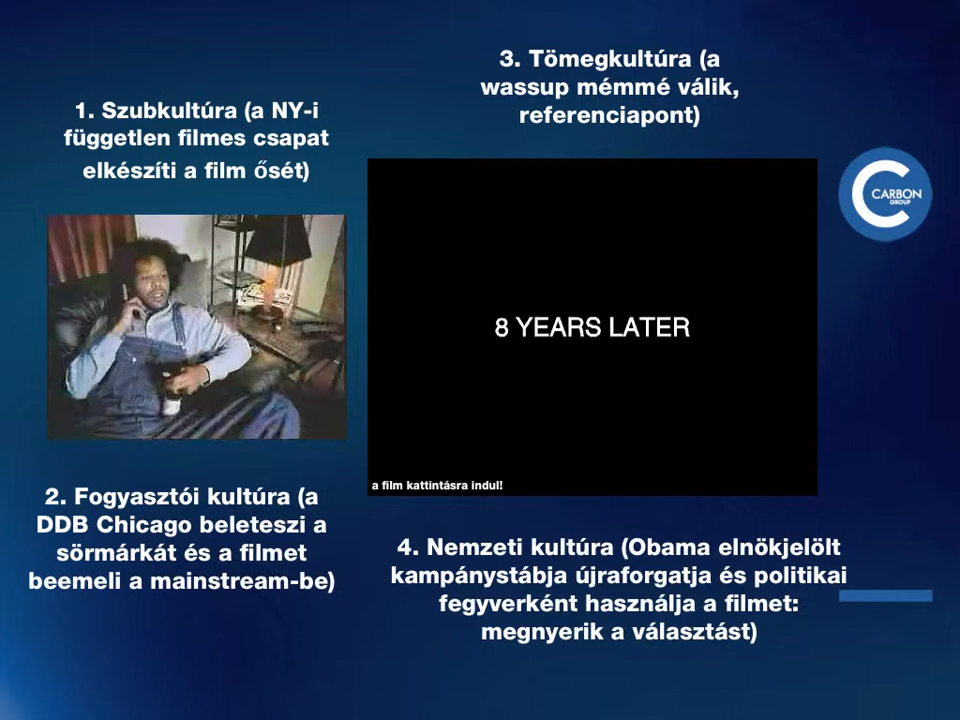 1. Szubkultúra (a NY-i
független filmes csapat
elkészíti a film ősét)
2. Fogyasztói kultúra (a
DDB Chicago beleteszi a
sörmárkát és a filmet
beemeli a mainstream-be)
3. Tömegkultúra (a
wassup mémmé válik,
referenciapont)
8 YEARS LATER
a film kattintásra indul!
4. Nemzeti kultúra (Obama elnökjelölt
kampánystábja újraforgatja és politikai
fegyverként használja a filmet:
megnyerik a választást)
CARBON
GROUP